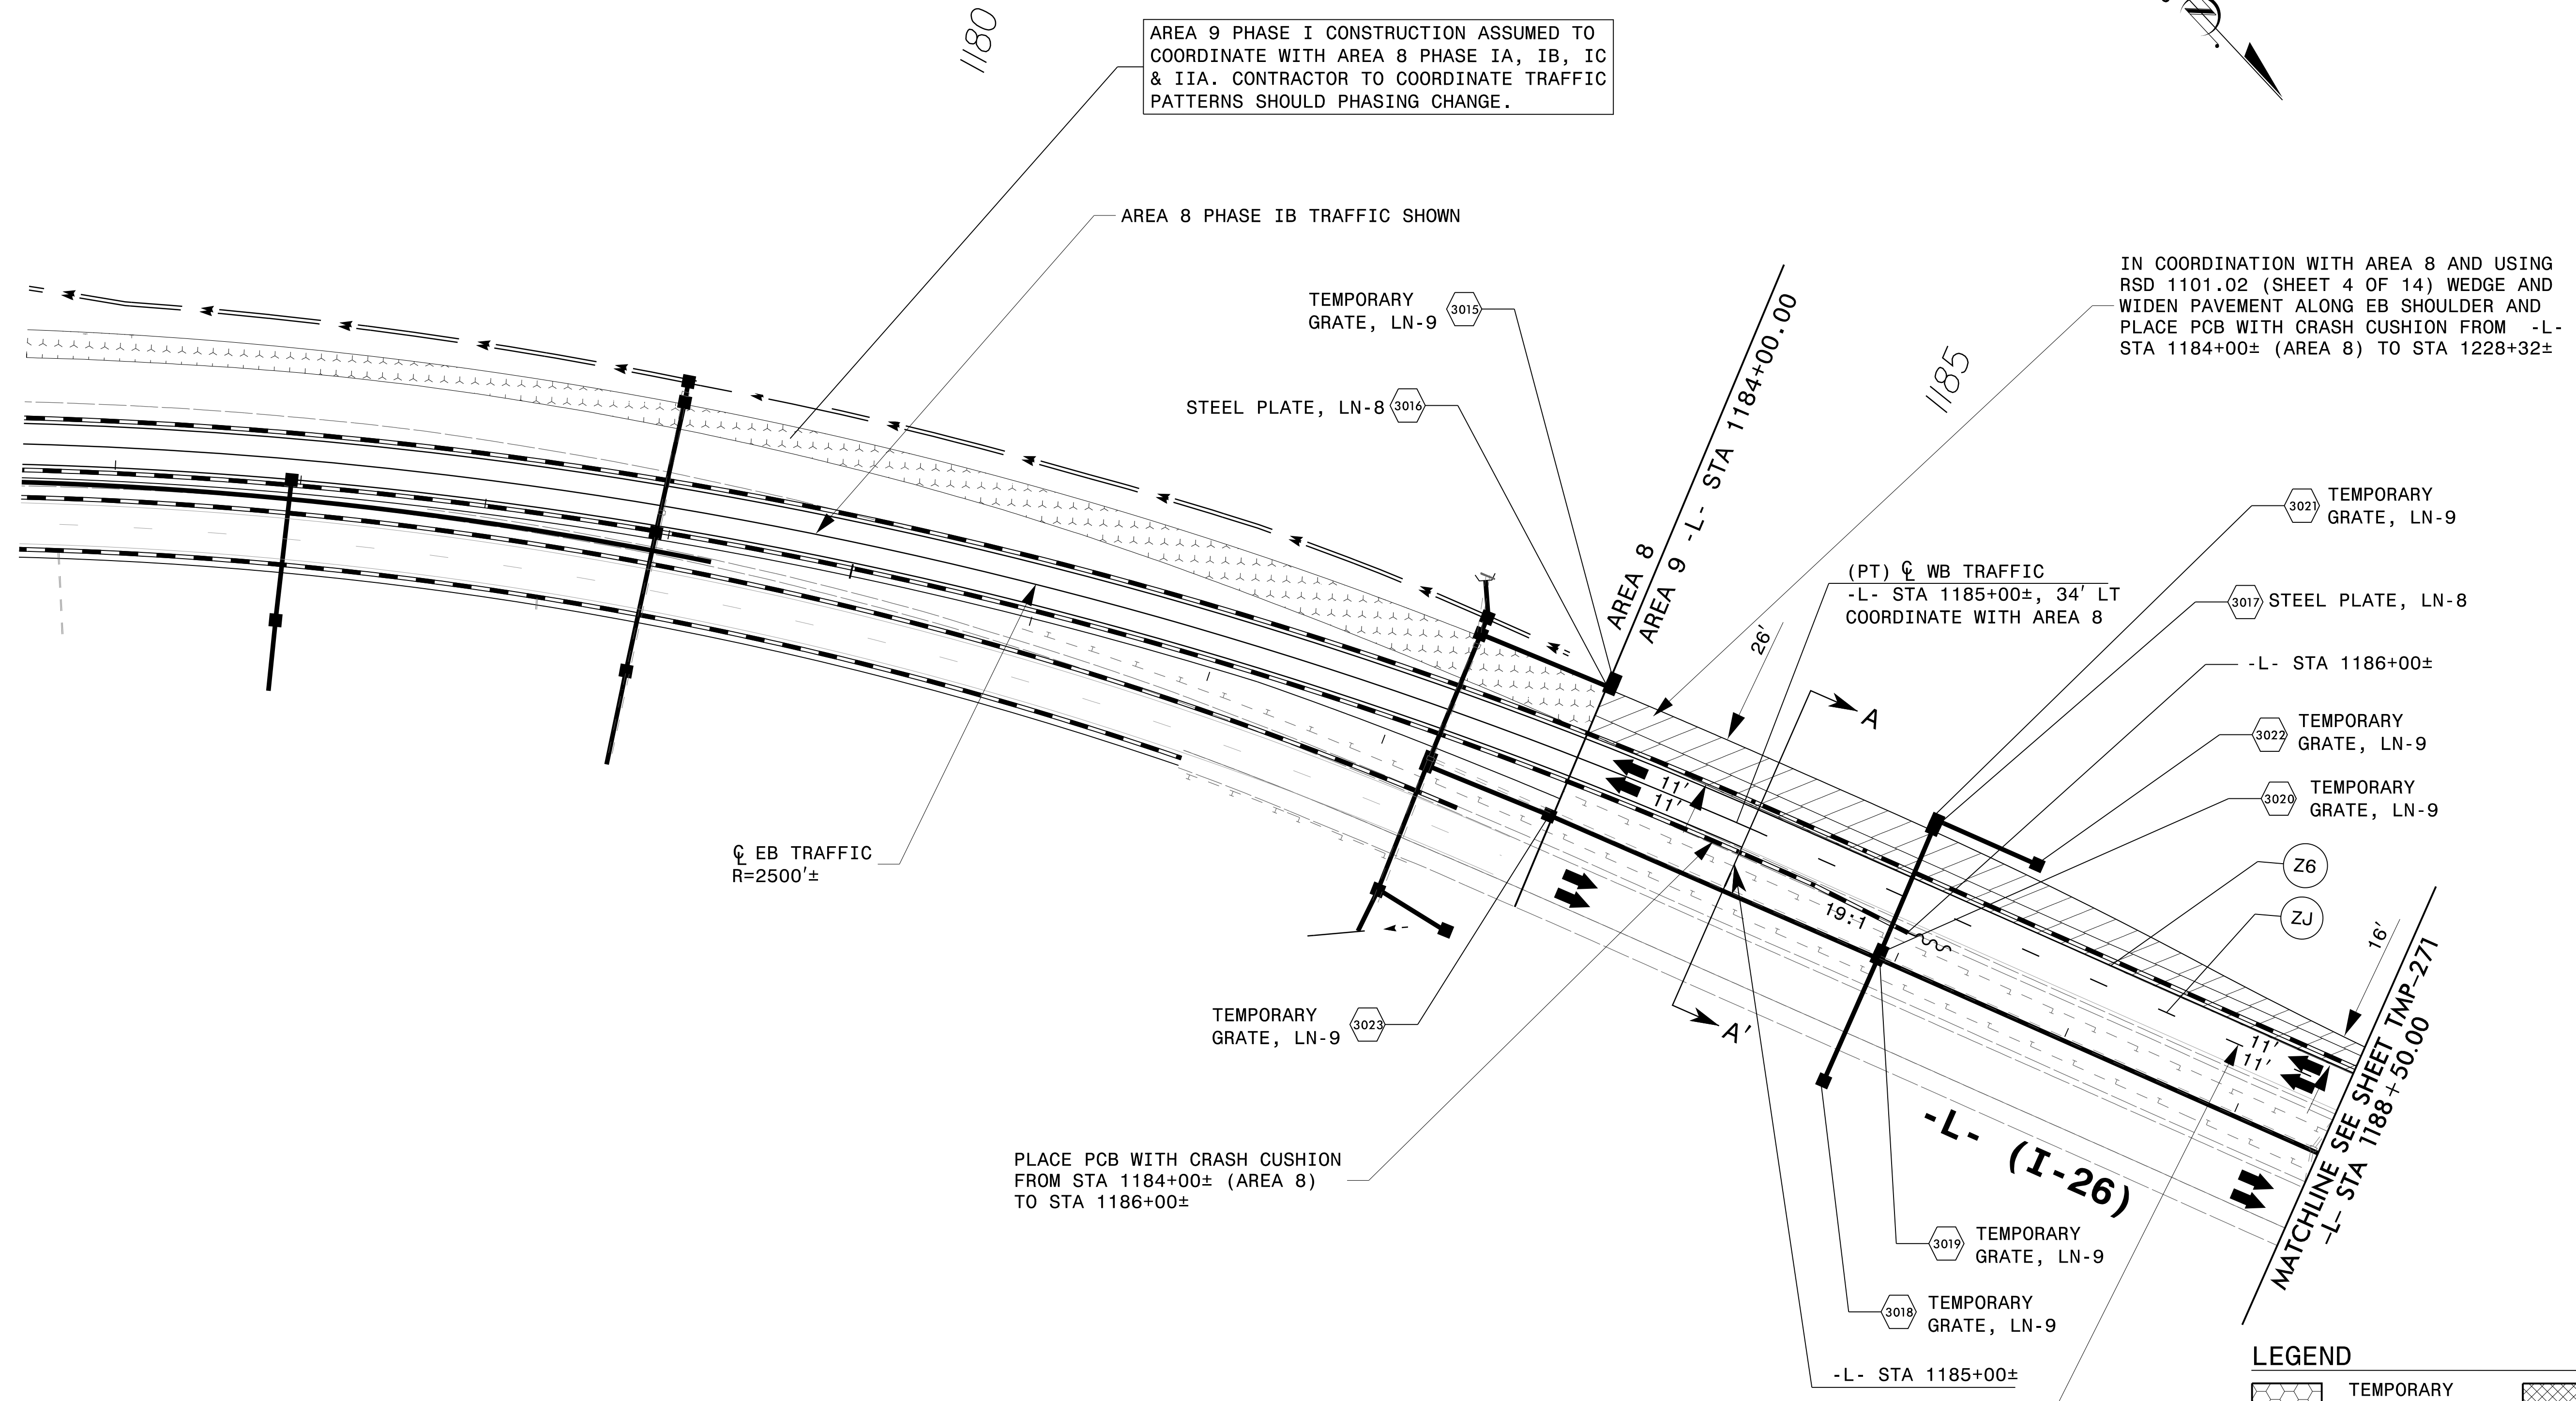 1180
AREA 9 PHASE I CONSTRUCTION ASSUMED TO
COORDINATE WITH AREA 8 PHASE IA, IB, IC
& IIA. CONTRACTOR TO COORDINATE TRAFFIC
PATTERNS SHOULD PHASING CHANGE.
AREA 8 PHASE IB TRAFFIC SHOWN
TEMPORARY
GRATE, LN-9
3015
STEEL PLATE, LN-8
3016
AREA 8
AREA 9 -L- STA 1184+00.00
1185
IN COORDINATION WITH AREA 8 AND USING
RSD 1101.02 (SHEET 4 OF 14) WEDGE AND
WIDEN PAVEMENT ALONG EB SHOULDER AND
PLACE PCB WITH CRASH CUSHION FROM -L-
STA 1184+00± (AREA 8) TO STA 1228+32±
3021
TEMPORARY
GRATE, LN-9
(PT) ℄ WB TRAFFIC
-L- STA 1185+00±, 34' LT
COORDINATE WITH AREA 8
3017
STEEL PLATE, LN-8
26'
-L- STA 1186+00±
A
3022
TEMPORARY
GRATE, LN-9
3020
TEMPORARY
GRATE, LN-9
11'
11'
Z6
ZJ
℄ EB TRAFFIC
R=2500'±
19:1
16'
TEMPORARY
GRATE, LN-9
3023
A'
11'
11'
MATCHLINE SEE SHEET TMP-271
-L- STA 1188+50.00
-L- (I-26)
PLACE PCB WITH CRASH CUSHION
FROM STA 1184+00± (AREA 8)
TO STA 1186+00±
3019
TEMPORARY
GRATE, LN-9
3018
TEMPORARY
GRATE, LN-9
-L- STA 1185+00±
LEGEND
TEMPORARY